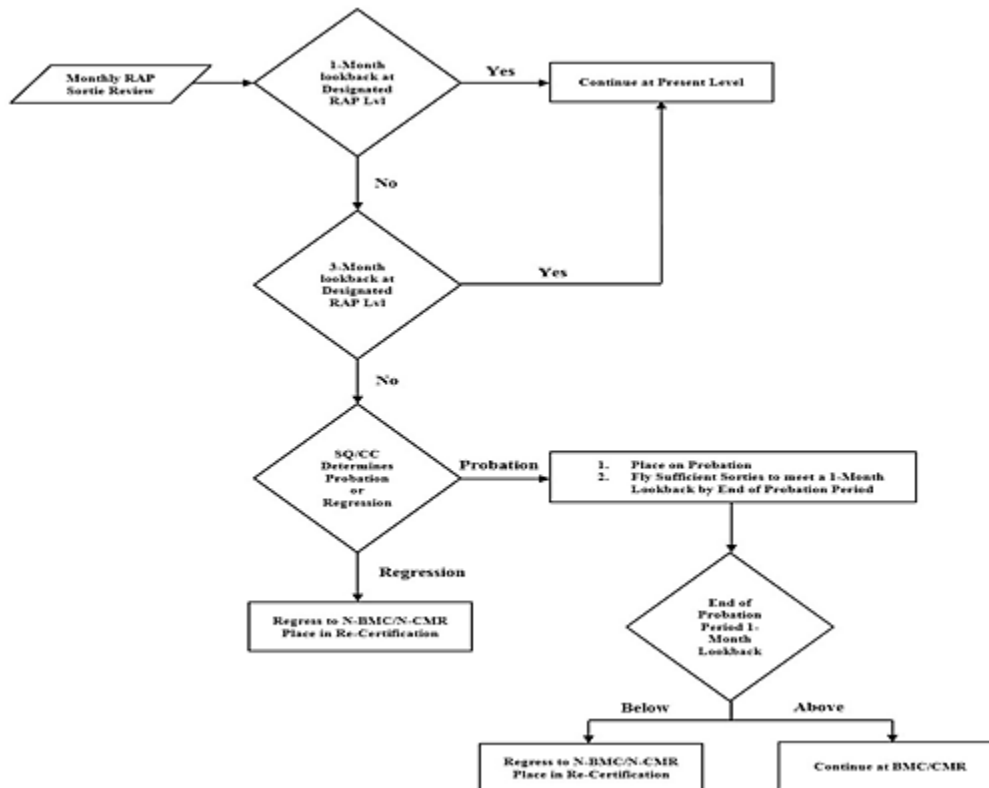 Monthly RAP
Sortie Review
1-Month
lookback at
Designated
RAP Lvl
Yes
Continue at Present Level
No
3-Month
lookback at
Designated
RAP Lvl
Yes
No
SQ/CC
Determines
Probation
or
Regression
Probation
1. Place on Probation
2. Fly Sufficient Sorties to meet a 1-Month
Lookback by End of Probation Period
Regression
Regress to N-BMC/N-CMR
Place in Re-Certification
End of
Probation
Period 1-
Month
Lookback
Below
Above
Regress to N-BMC/N-CMR
Place in Re-Certification
Continue at BMC/CMR